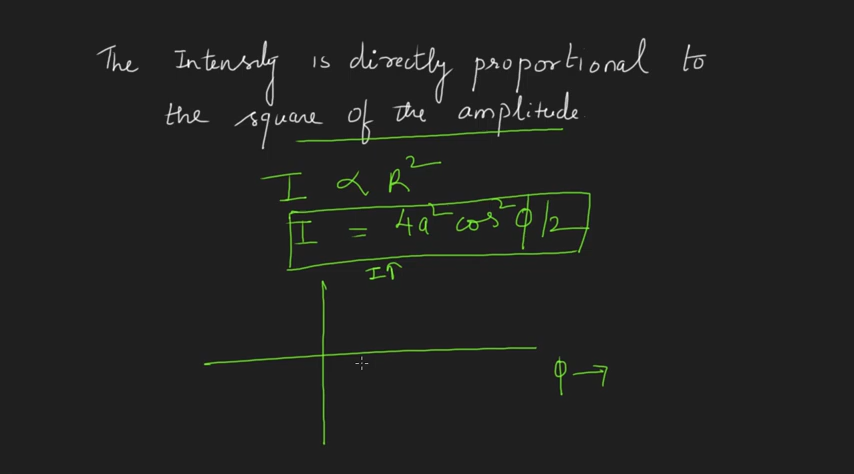 The Intensity is directly proportional to
the square of the amplitude.
I ∝ R²
I = 4a² cos² φ/2
I↑
φ→